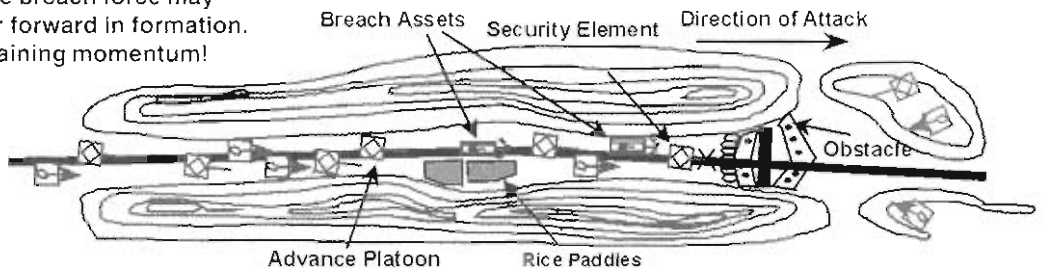 e breach force may
r forward in formation.
aining momentum!
Breach Assets
Security Element
Direction of Attack
Obstacle
Advance Platoon
Rice Paddies